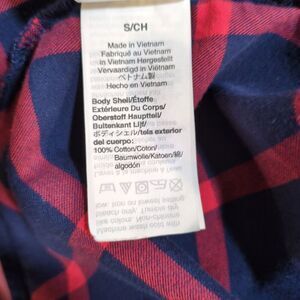 S/CH
Made in Vietnam
Fabriqué au Vietnam
in Vietnam Hergestellt
Vervaardigd in Vietnam
ベトナム製
Hecho en Vietnam
Body Shell/Étoffe
Extérieure Du Corps/
Oberstoff Hauptteil/
Buitenkant Lijf/
ボディシェル/tela exterior
del cuerpo:
100% Cotton/Coton/
Baumwolle/Katoen/綿/
algodón